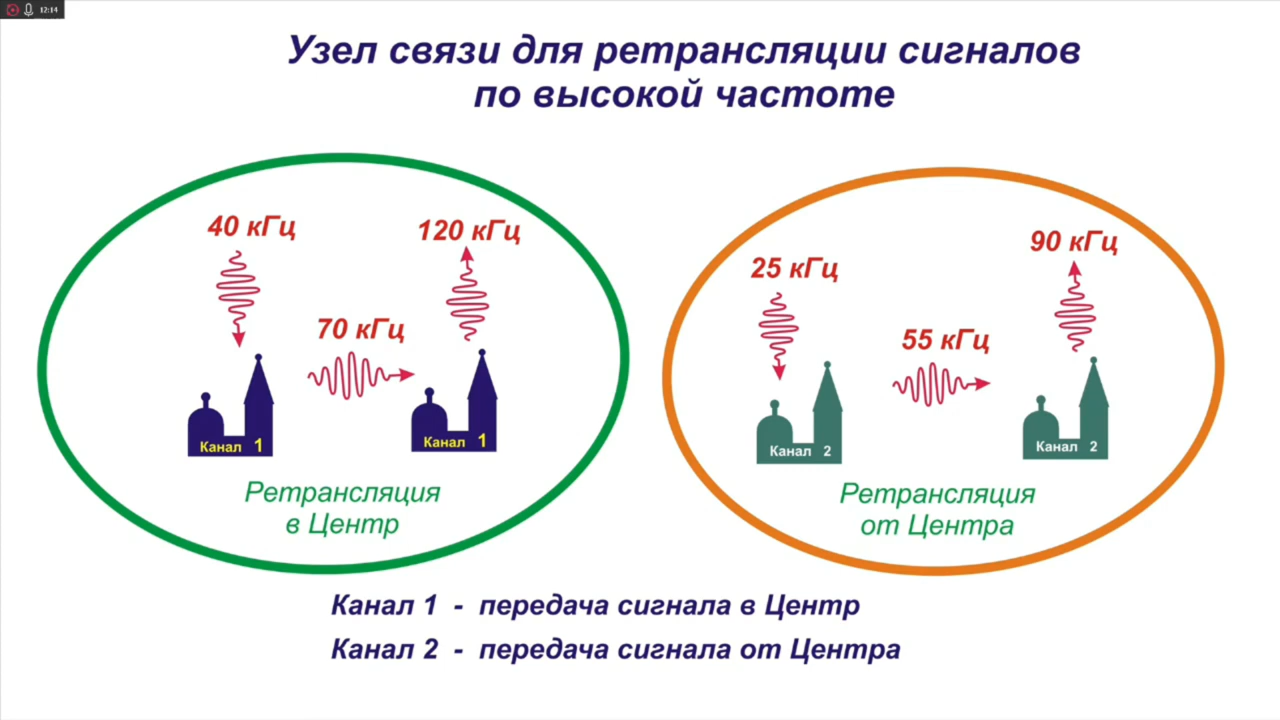 12:14
Узел связи для ретрансляции сигналов
по высокой частоте
40 кГц
120 кГц
70 кГц
Канал 1
Канал 1
Ретрансляция
в Центр
25 кГц
90 кГц
55 кГц
Канал 2
Канал 2
Ретрансляция
от Центра
Канал 1 - передача сигнала в Центр
Канал 2 - передача сигнала от Центра